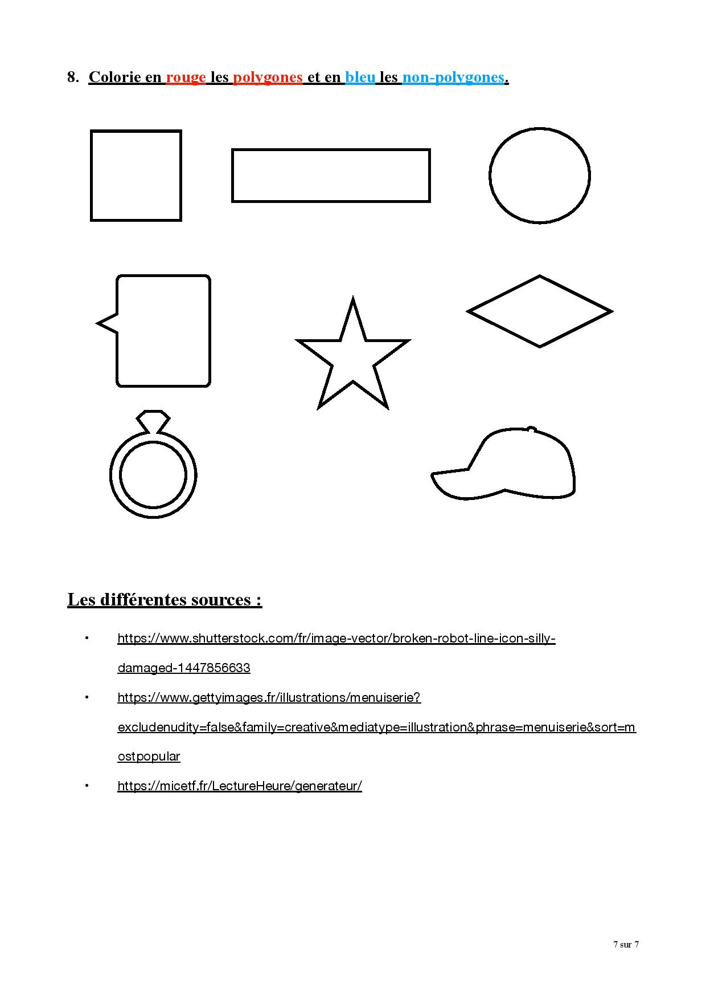 8. Colorie en rouge les polygones et en bleu les non-polygones.
Les différentes sources :
• https://www.shutterstock.com/fr/image-vector/broken-robot-line-icon-silly-
damaged-1447856633
• https://www.gettyimages.fr/illustrations/menuiserie?
excludenudity=false&family=creative&mediatype=illustration&phrase=menuiserie&sort=m
ostpopular
• https://micetf.fr/LectureHeure/generateur/
7 sur 7